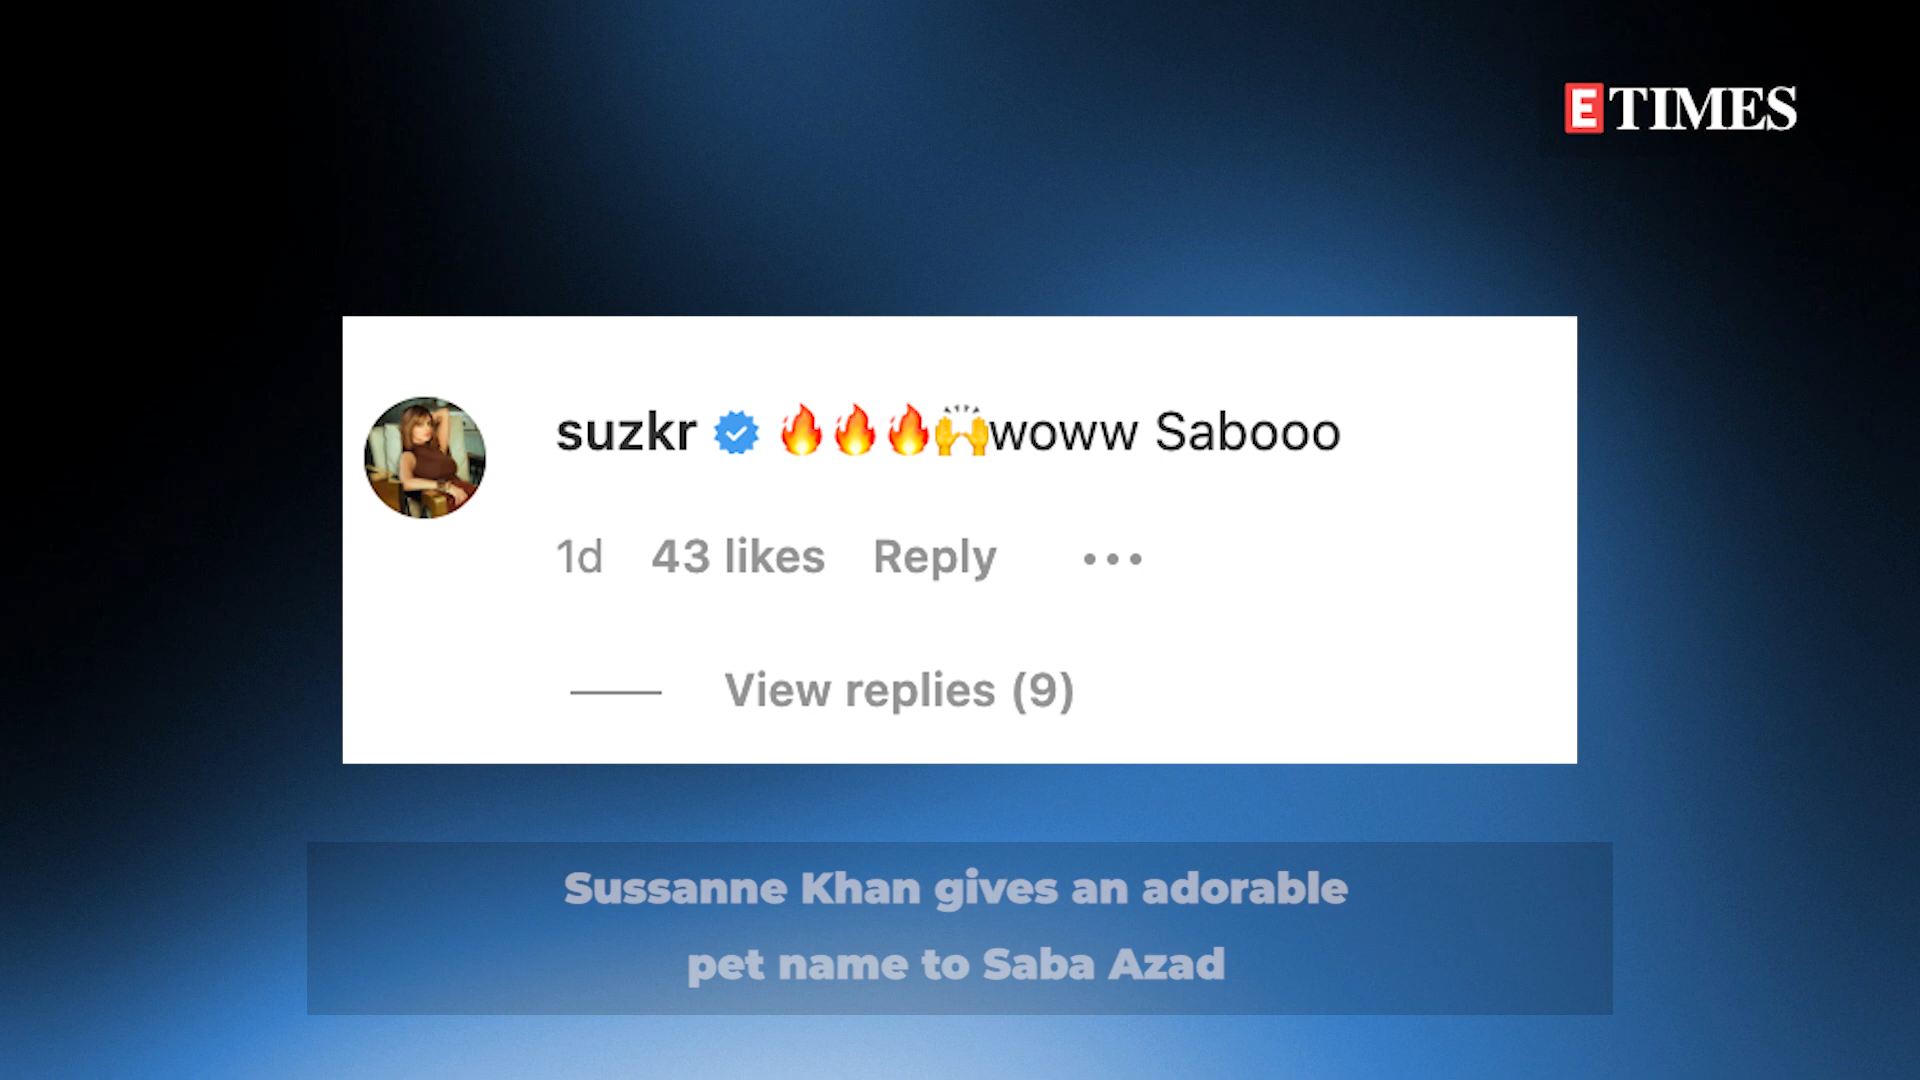 ETIMES
suzkr 🔥🔥🔥🙌woww Sabooo
1d 43 likes Reply •••
View replies (9)
Sussanne Khan gives an adorable
pet name to Saba Azad